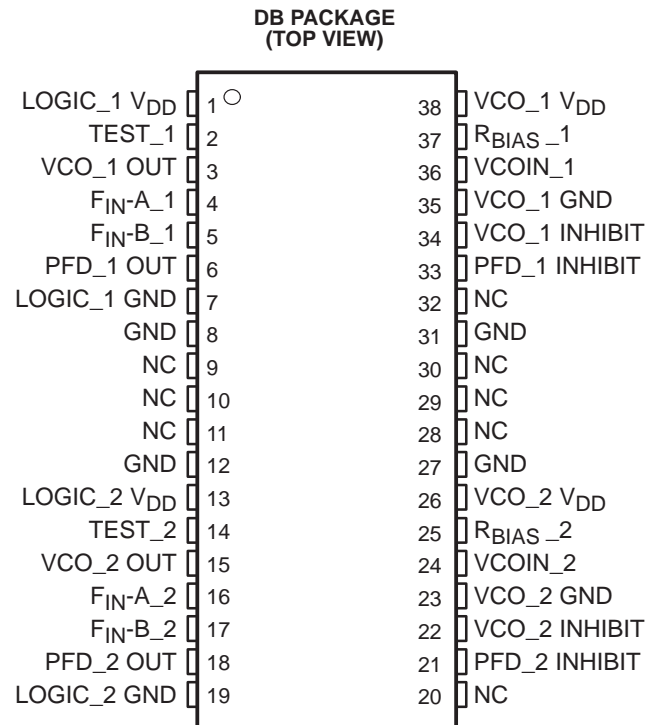 DB PACKAGE
(TOP VIEW)
LOGIC_1 VDD 1 38 VCO_1 VDD
TEST_1 2 37 RBIAS _1
VCO_1 OUT 3 36 VCOIN_1
FIN-A_1 4 35 VCO_1 GND
FIN-B_1 5 34 VCO_1 INHIBIT
PFD_1 OUT 6 33 PFD_1 INHIBIT
LOGIC_1 GND 7 32 NC
GND 8 31 GND
NC 9 30 NC
NC 10 29 NC
NC 11 28 NC
GND 12 27 GND
LOGIC_2 VDD 13 26 VCO_2 VDD
TEST_2 14 25 RBIAS _2
VCO_2 OUT 15 24 VCOIN_2
FIN-A_2 16 23 VCO_2 GND
FIN-B_2 17 22 VCO_2 INHIBIT
PFD_2 OUT 18 21 PFD_2 INHIBIT
LOGIC_2 GND 19 20 NC